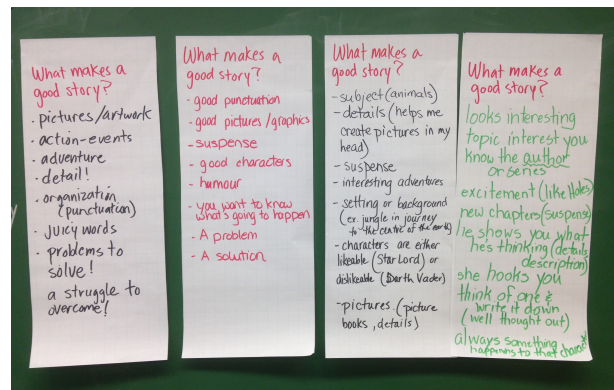 What makes a
good story?
· pictures/artwork
· action-events
· adventure
· detail!
· organization
(punctuation)
· juicy words
· problems to
solve!
a struggle to
overcome!
What makes a
good story?
- good punctuation
- good pictures/graphics
- suspense
- good characters
- humour
- you want to know
what's going to happen
- A problem
- A solution
What makes a
good story?
- subject (animals)
- details (helps me
create pictures in my
head)
- suspense
- interesting adventures
- setting or background
(ex. jungle in journey
to the centre of the earth)
- characters are either
likeable (Star Lord) or
dislikeable (Darth Vader)
- pictures (picture
books, details)
What makes a
good story?
looks interesting
topic interest you
know the author
or series
excitement (like Holes)
new chapters (suspense)
he shows you what
he's thinking (details
description)
she hooks you
think of one &
write it down
(well thought out)
always something
happens to that character